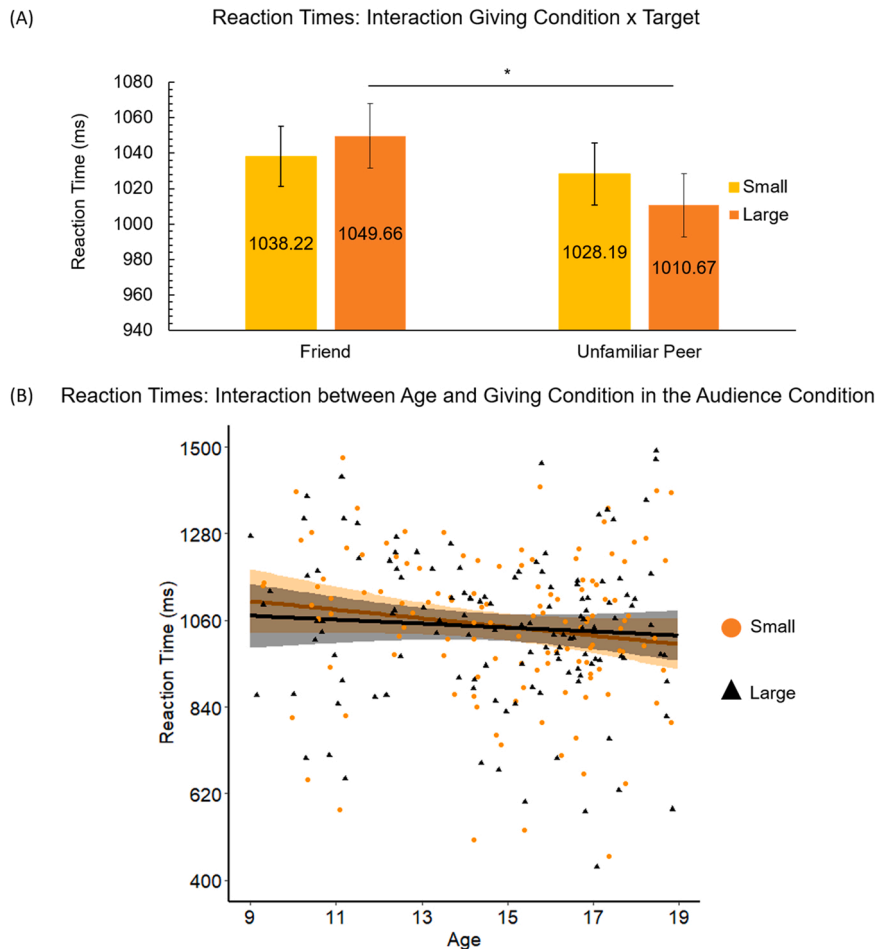 (A) Reaction Times: Interaction Giving Condition x Target
*
1080
1060
1040
1020
1000
980
960
940
Reaction Time (ms)
1038.22
1049.66
1028.19
1010.67
Small
Large
Friend
Unfamiliar Peer
(B) Reaction Times: Interaction between Age and Giving Condition in the Audience Condition
1500
1280
1060
840
620
400
Reaction Time (ms)
Small
Large
9 11 13 15 17 19
Age